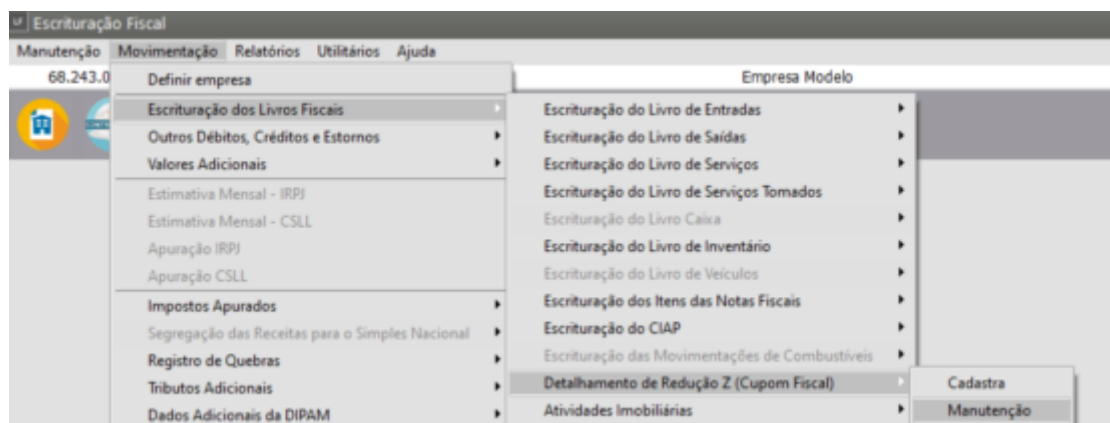 Escrituração Fiscal
Manutenção Movimentação Relatórios Utilitários Ajuda
68.243.0
Empresa Modelo
Definir empresa
Escrituração dos Livros Fiscais
Outros Débitos, Créditos e Estornos
Valores Adicionais
Estimativa Mensal - IRPJ
Estimativa Mensal - CSLL
Apuração IRPJ
Apuração CSLL
Impostos Apurados
Segregação das Receitas para o Simples Nacional
Registro de Quebras
Tributos Adicionais
Dados Adicionais da DIPAM
Escrituração do Livro de Entradas
Escrituração do Livro de Saídas
Escrituração do Livro de Serviços
Escrituração do Livro de Serviços Tomados
Escrituração do Livro Caixa
Escrituração do Livro de Inventário
Escrituração do Livro de Veículos
Escrituração dos Itens das Notas Fiscais
Escrituração do CIAP
Escrituração das Movimentações de Combustíveis
Detalhamento de Redução Z (Cupom Fiscal)
Atividades Imobiliárias
Cadastra
Manutenção